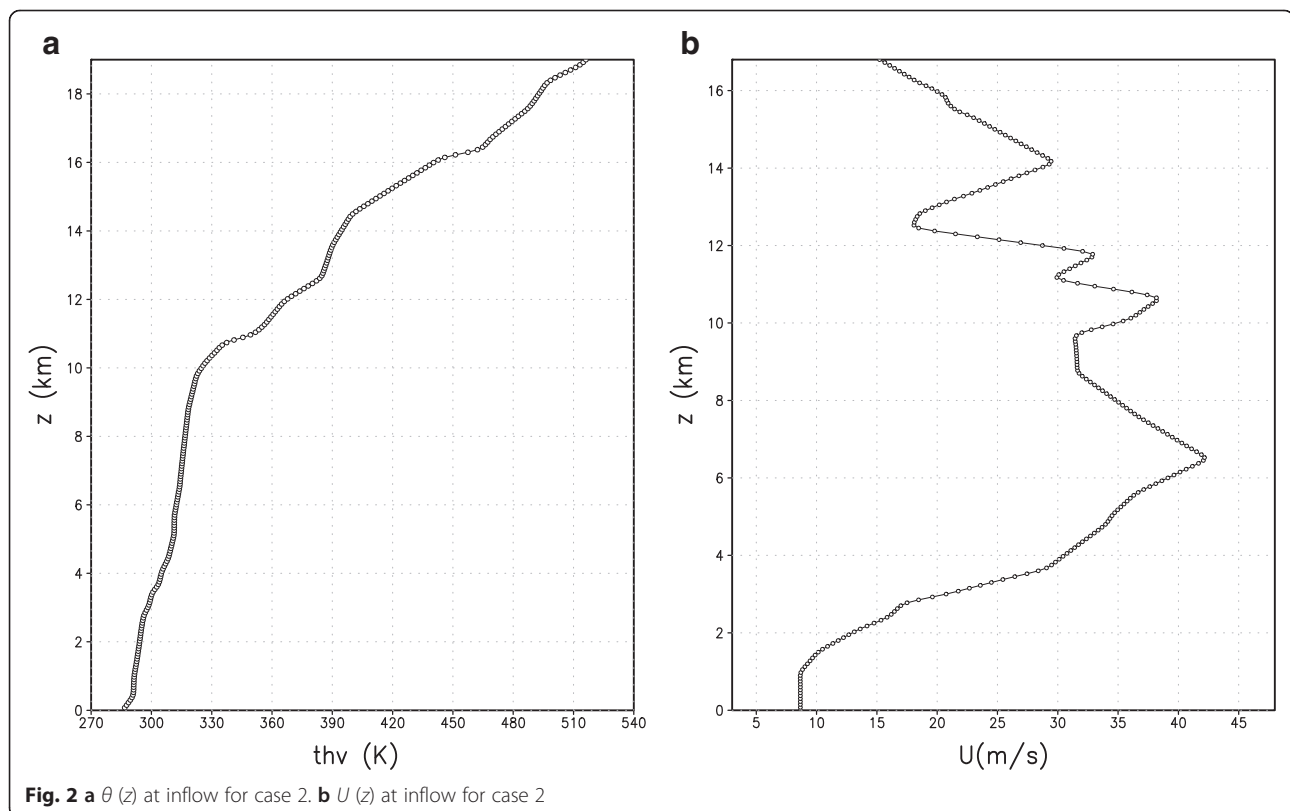 a
b
18
16
14
12
10
8
6
4
2
0
z (km)
270 300 330 360 390 420 450 480 510 540
thv (K)
16
14
12
10
8
6
4
2
0
z (km)
5 10 15 20 25 30 35 40 45
U(m/s)
Fig. 2 a θ (z) at inflow for case 2. b U (z) at inflow for case 2